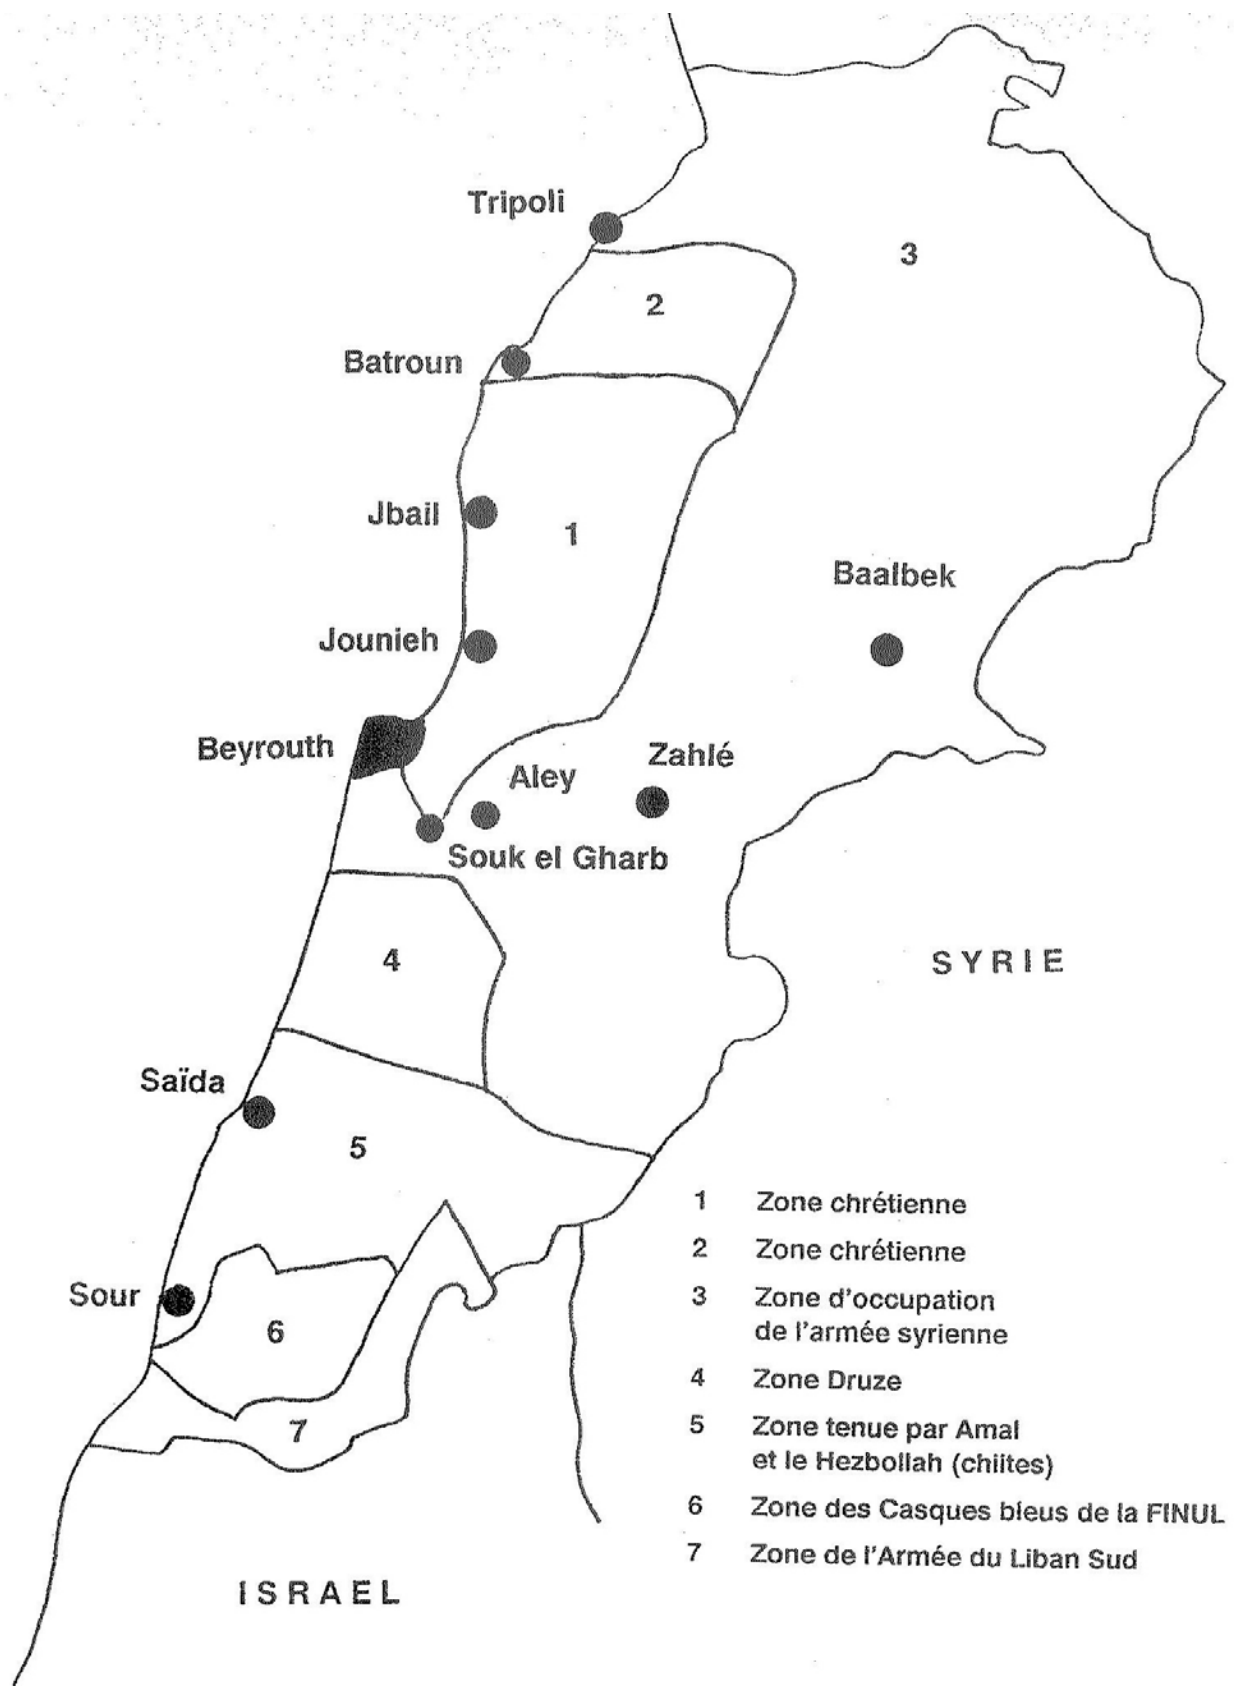 Tripoli
3
2
Batroun
Jbail
1
Baalbek
Jounieh
Beyrouth
Zahlé
Aley
Souk el Gharb
4
SYRIE
Saïda
5
Sour
6
7
ISRAEL
1 Zone chrétienne
2 Zone chrétienne
3 Zone d'occupation
de l'armée syrienne
4 Zone Druze
5 Zone tenue par Amal
et le Hezbollah (chiites)
6 Zone des Casques bleus de la FINUL
7 Zone de l'Armée du Liban Sud